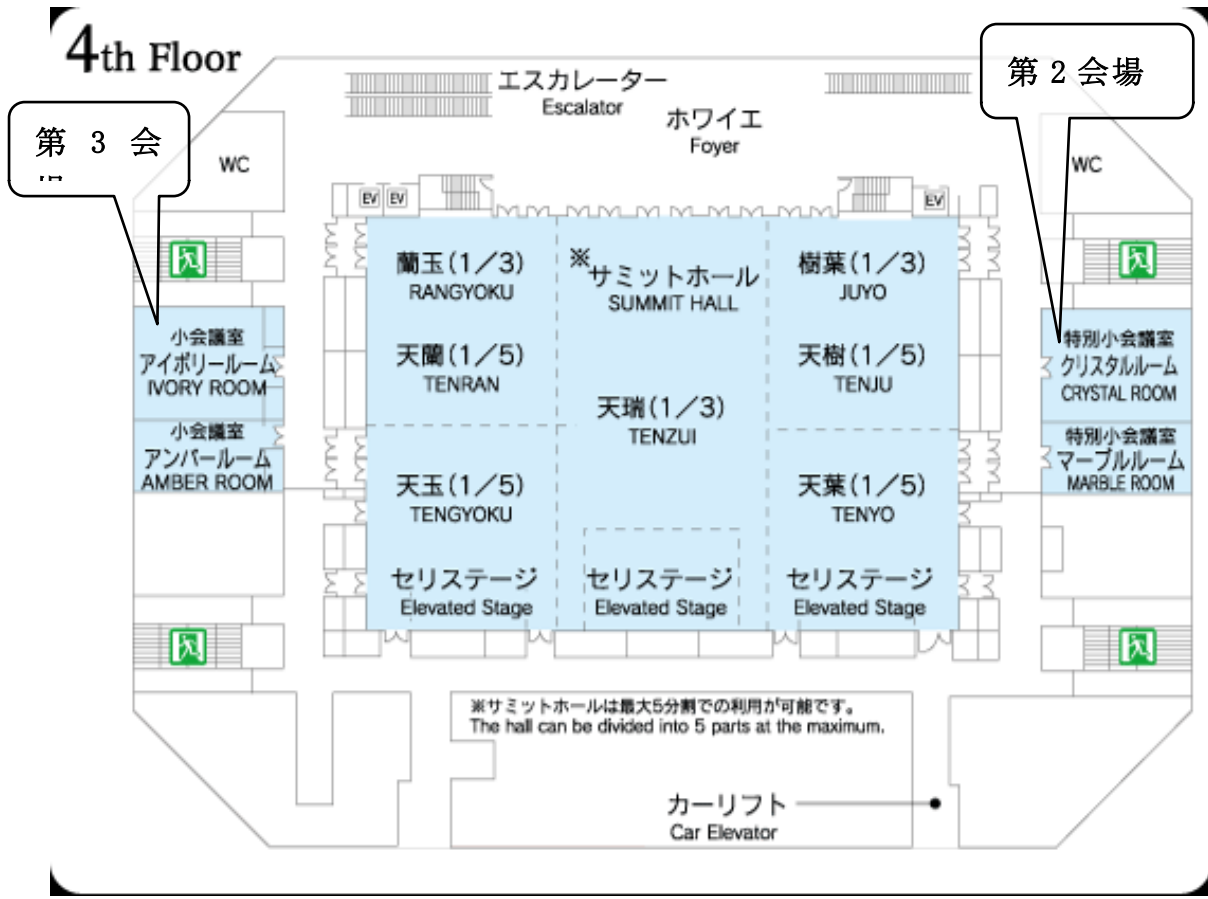 4th Floor
第2会場
第 3 会
エスカレーター
Escalator
ホワイエ
Foyer
WC
WC
EV
EV
EV
蘭玉(1/3)
RANGYOKU
※サミットホール
SUMMIT HALL
樹葉(1/3)
JUYO
小会議室
アイボリールーム
IVORY ROOM
天蘭(1/5)
TENRAN
天樹(1/5)
TENJU
特別小会議室
クリスタルルーム
CRYSTAL ROOM
天瑞(1/3)
TENZUI
小会議室
アンバールーム
AMBER ROOM
特別小会議室
マーブルルーム
MARBLE ROOM
天玉(1/5)
TENGYOKU
天葉(1/5)
TENYO
セリステージ
Elevated Stage
セリステージ
Elevated Stage
セリステージ
Elevated Stage
※サミットホールは最大5分割での利用が可能です。
The hall can be divided into 5 parts at the maximum.
カーリフト
Car Elevator